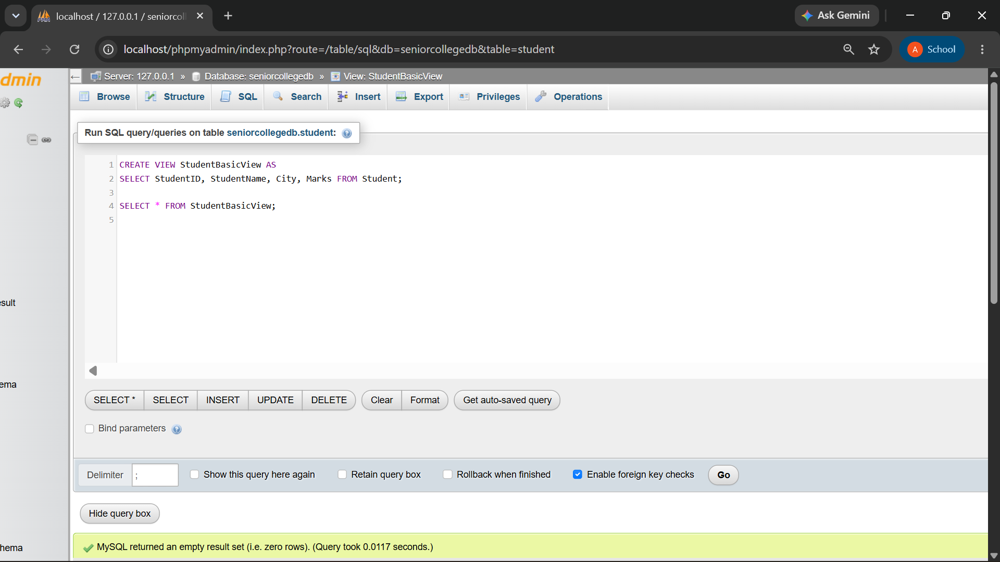 localhost / 127.0.0.1 / seniorcoll
Ask Gemini
localhost/phpmyadmin/index.php?route=/table/sql&db=seniorcollegedb&table=student
A School
dmin
Server: 127.0.0.1 » Database: seniorcollegedb » View: StudentBasicView
Browse Structure SQL Search Insert Export Privileges Operations
Run SQL query/queries on table seniorcollegedb.student:
1 CREATE VIEW StudentBasicView AS
2 SELECT StudentID, StudentName, City, Marks FROM Student;
3
4 SELECT * FROM StudentBasicView;
5
esult
ema
SELECT * SELECT INSERT UPDATE DELETE Clear Format Get auto-saved query
Bind parameters
Delimiter ; Show this query here again Retain query box Rollback when finished Enable foreign key checks Go
Hide query box
hema
MySQL returned an empty result set (i.e. zero rows). (Query took 0.0117 seconds.)